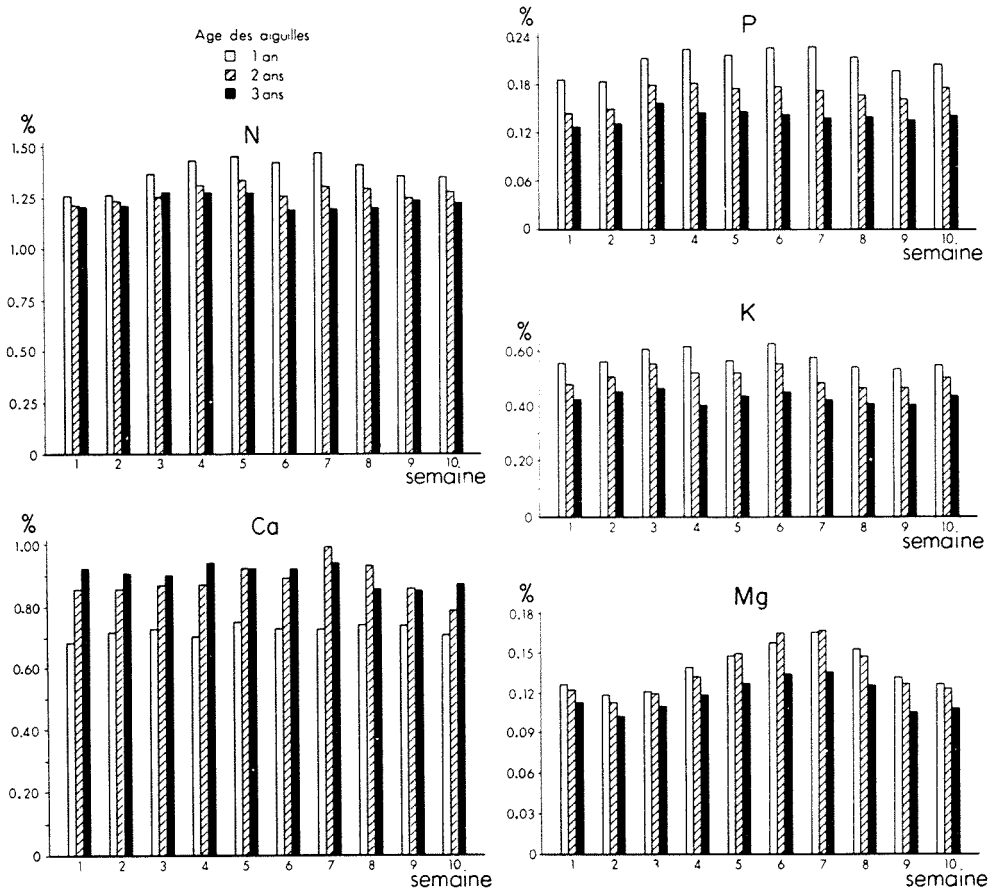 Age des aiguilles
1 an
2 ans
3 ans
N
%
1.50
1.25
1.00
0.75
0.50
0.25
0
1 2 3 4 5 6 7 8 9 10.
semaine
P
%
0.24
0.18
0.12
0.06
0
1 2 3 4 5 6 7 8 9 10.
semaine
K
%
0.60
0.40
0.20
0
1 2 3 4 5 6 7 8 9 10.
semaine
Ca
%
1.00
0.80
0.60
0.40
0.20
0
1 2 3 4 5 6 7 8 9 10.
semaine
Mg
%
0.18
0.15
0.12
0.09
0.06
0.03
0
1 2 3 4 5 6 7 8 9 10.
semaine